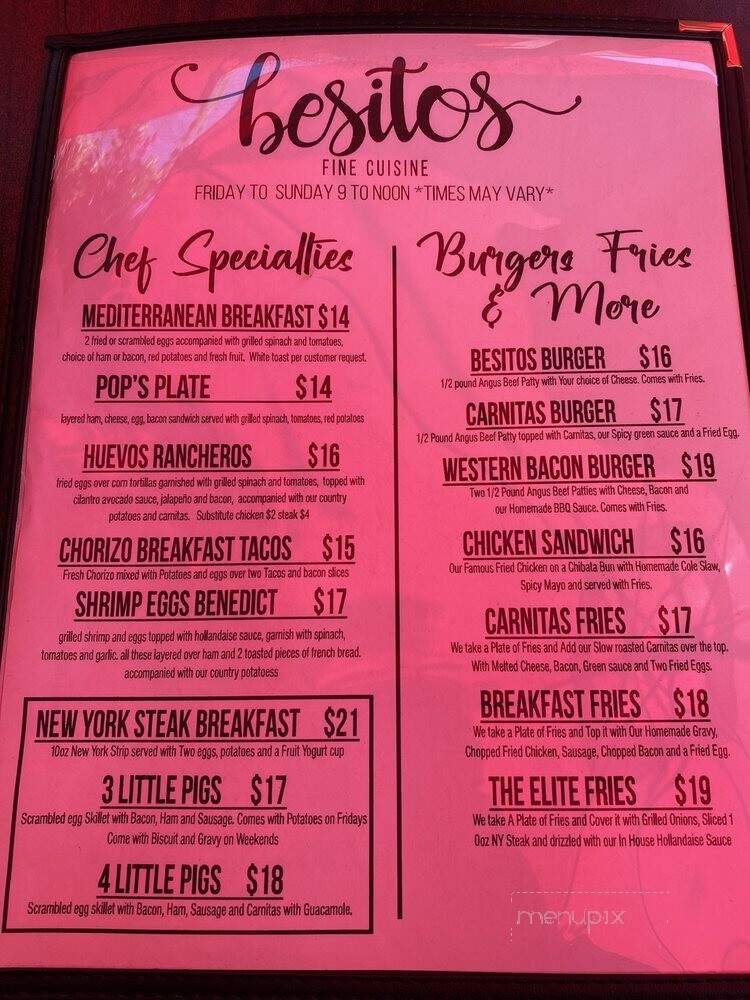 besitos
FINE CUISINE
FRIDAY TO SUNDAY 9 TO NOON *TIMES MAY VARY*
Chef Specialties
MEDITERRANEAN BREAKFAST $14
2 fried or scrambled eggs accompanied with grilled spinach and tomatoes,
choice of ham or bacon, red potatoes and fresh fruit. White toast per customer request.
POP'S PLATE $14
layered ham, cheese, egg, bacon sandwich served with grilled spinach, tomatoes, red potatoes
HUEVOS RANCHEROS $16
fried eggs over corn tortillas garnished with grilled spinach and tomatoes, topped with
cilantro avecado sauce, jalapeño and bacon, accompanied with our country
potatoes and carnitas. Substitute chicken $2 steak $4
CHORIZO BREAKFAST TACOS $15
Fresh Chorizo mixed with Potatoes and eggs over two Tacos and bacon slices
SHRIMP EGGS BENEDICT $17
grilled shrimp and eggs topped with hollandaise sauce, garnish with spinach,
tomatoes and garlic. all these layered over ham and 2 toasted pieces of french bread.
accompanied with our country potatoess
NEW YORK STEAK BREAKFAST $21
10oz New York Strip served with Two eggs, potatoes and a Fruit Yogurt cup
3 LITTLE PIGS $17
Scrambled egg Skillet with Bacon, Ham and Sausage. Comes with Potatoes on Fridays
Come with Biscuit and Gravy on Weekends
4 LITTLE PIGS $18
Scrambled egg skillet with Bacon, Ham, Sausage and Carnitas with Guacamole.
Burgers Fries
& More
BESITOS BURGER $16
1/2 pound Angus Beef Patty with Your choice of Cheese. Comes with Fries.
CARNITAS BURGER $17
1/2 Pound Angus Beef Patty topped with Carnitas, our Spicy green sauce and a Fried Egg.
WESTERN BACON BURGER $19
Two 1/2 Pound Angus Beef Patties with Cheese, Bacon and
our Homemade BBQ Sauce. Comes with Fries.
CHICKEN SANDWICH $16
Our Famous Fried Chicken on a Chibata Bun with Homemade Cole Slaw,
Spicy Mayo and served with Fries.
CARNITAS FRIES $17
We take a Plate of Fries and Add our Slow roasted Carnitas over the top.
With Melted Cheese, Bacon, Green sauce and Two Fried Eggs.
BREAKFAST FRIES $18
We take a Plate of Fries and Top it with Our Homemade Gravy,
Chopped Fried Chicken, Sausage, Chopped Bacon and a Fried Egg.
THE ELITE FRIES $19
We take A Plate of Fries and Cover it with Grilled Onions, Sliced 1
0oz NY Steak and drizzled with our In House Hollandaise Sauce
menupix